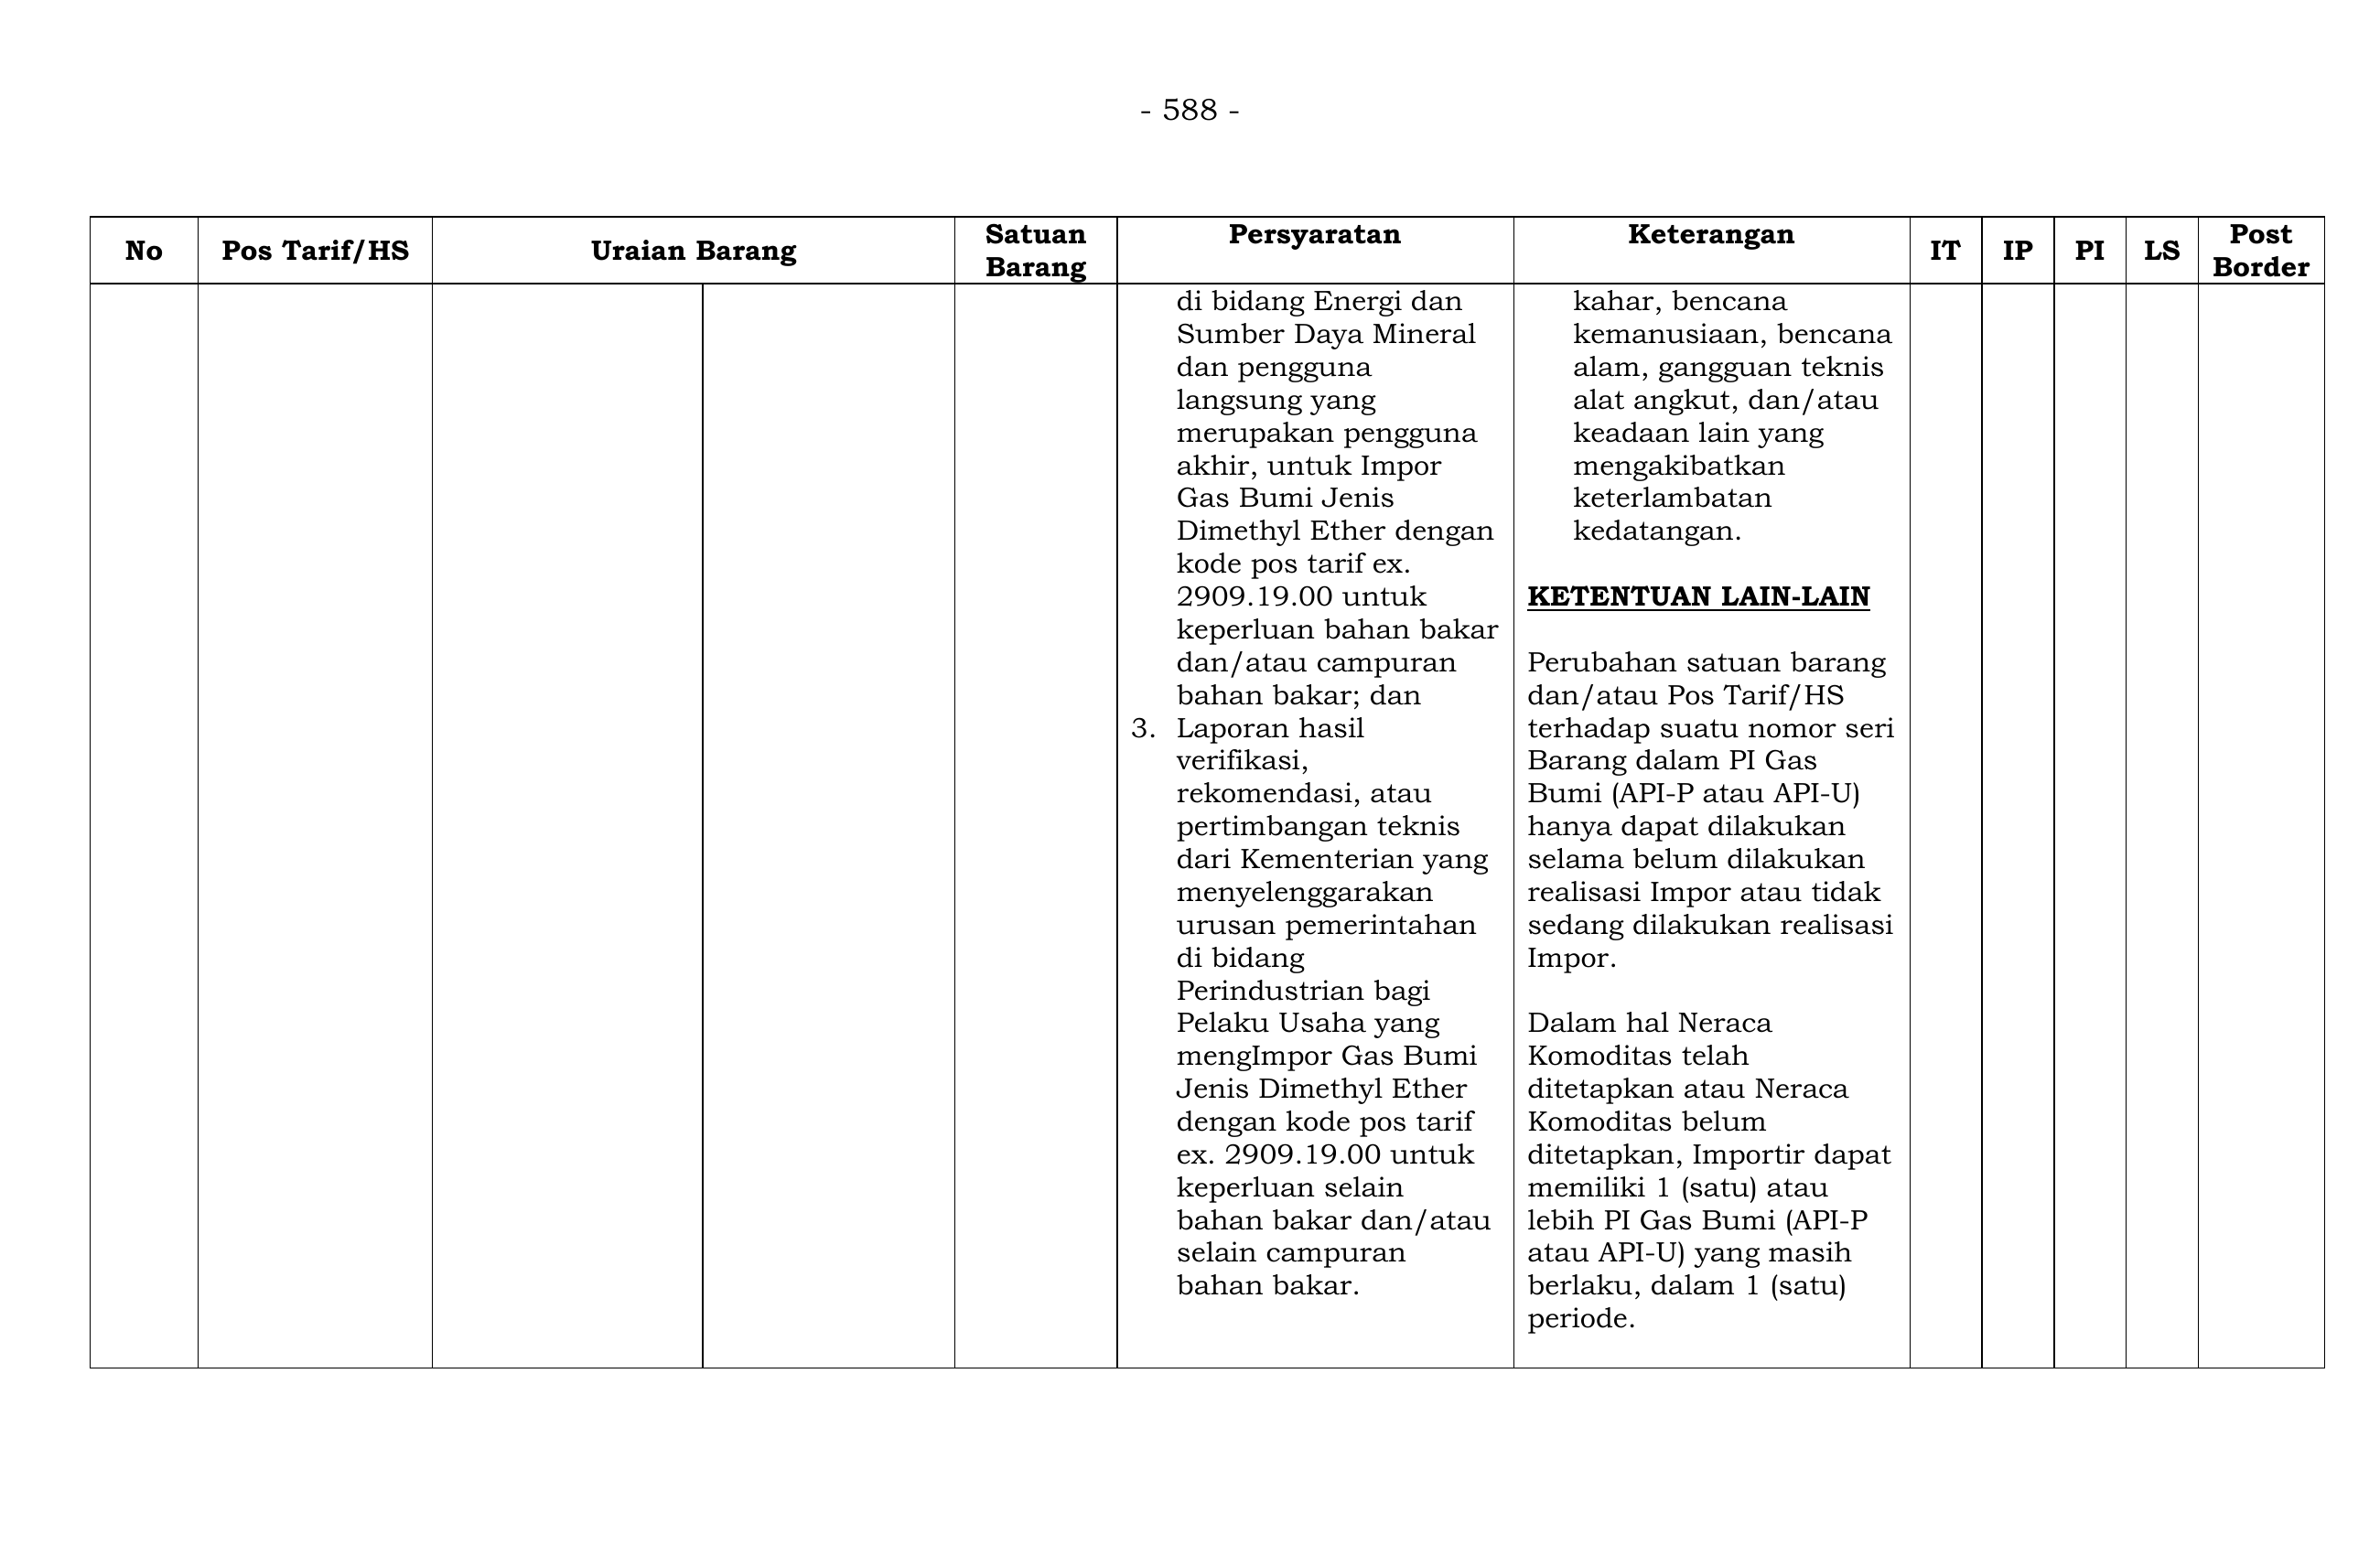 - 588 -
No
Pos Tarif/HS
Uraian Barang
Satuan
Barang
Persyaratan
Keterangan
IT
IP
PI
LS
Post
Border
di bidang Energi dan
Sumber Daya Mineral
dan pengguna
langsung yang
merupakan pengguna
akhir, untuk Impor
Gas Bumi Jenis
Dimethyl Ether dengan
kode pos tarif ex.
2909.19.00 untuk
keperluan bahan bakar
dan/atau campuran
bahan bakar; dan
3. Laporan hasil
verifikasi,
rekomendasi, atau
pertimbangan teknis
dari Kementerian yang
menyelenggarakan
urusan pemerintahan
di bidang
Perindustrian bagi
Pelaku Usaha yang
mengImpor Gas Bumi
Jenis Dimethyl Ether
dengan kode pos tarif
ex. 2909.19.00 untuk
keperluan selain
bahan bakar dan/atau
selain campuran
bahan bakar.
kahar, bencana
kemanusiaan, bencana
alam, gangguan teknis
alat angkut, dan/atau
keadaan lain yang
mengakibatkan
keterlambatan
kedatangan.
KETENTUAN LAIN-LAIN
Perubahan satuan barang
dan/atau Pos Tarif/HS
terhadap suatu nomor seri
Barang dalam PI Gas
Bumi (API-P atau API-U)
hanya dapat dilakukan
selama belum dilakukan
realisasi Impor atau tidak
sedang dilakukan realisasi
Impor.
Dalam hal Neraca
Komoditas telah
ditetapkan atau Neraca
Komoditas belum
ditetapkan, Importir dapat
memiliki 1 (satu) atau
lebih PI Gas Bumi (API-P
atau API-U) yang masih
berlaku, dalam 1 (satu)
periode.